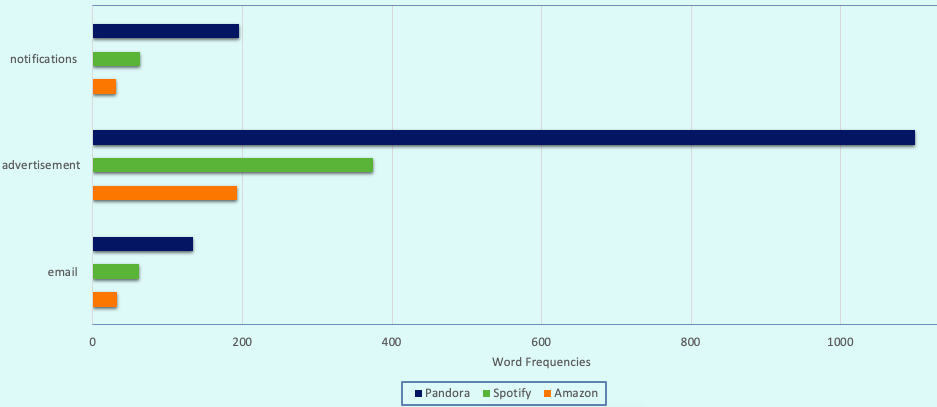 notifications
advertisement
email
0 200 400 600 800 1000
Word Frequencies
Pandora Spotify Amazon